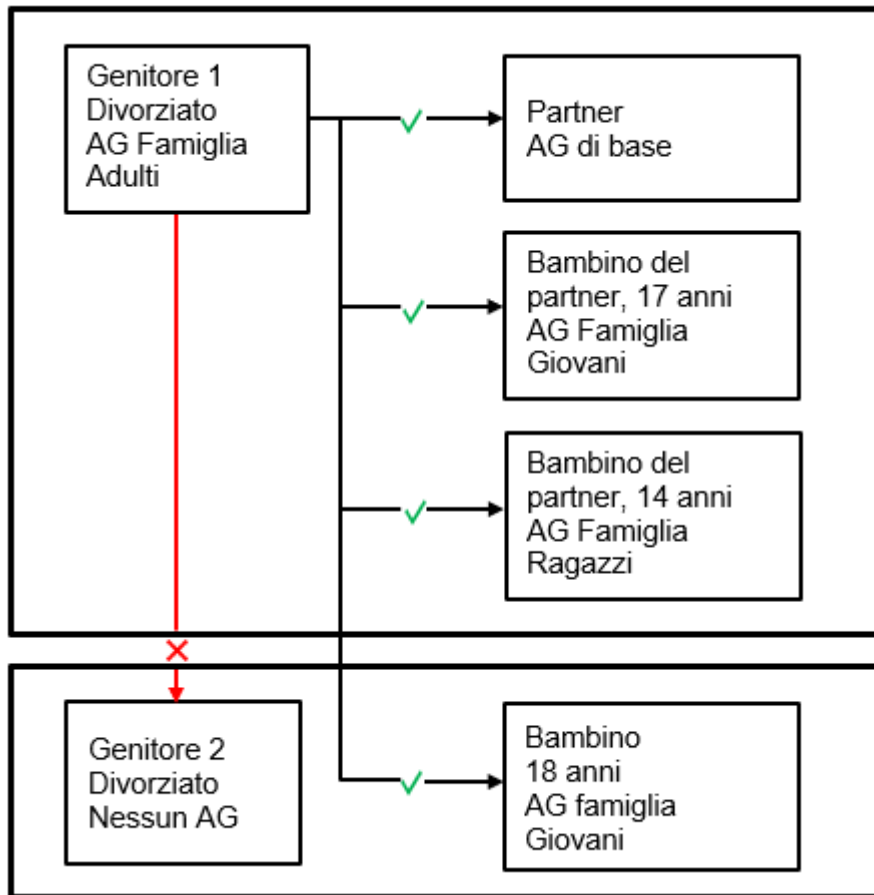 Genitore 1
Divorziato
AG Famiglia
Adulti
Partner
AG di base
Bambino del
partner, 17 anni
AG Famiglia
Giovani
Bambino del
partner, 14 anni
AG Famiglia
Ragazzi
Genitore 2
Divorziato
Nessun AG
Bambino
18 anni
AG famiglia
Giovani